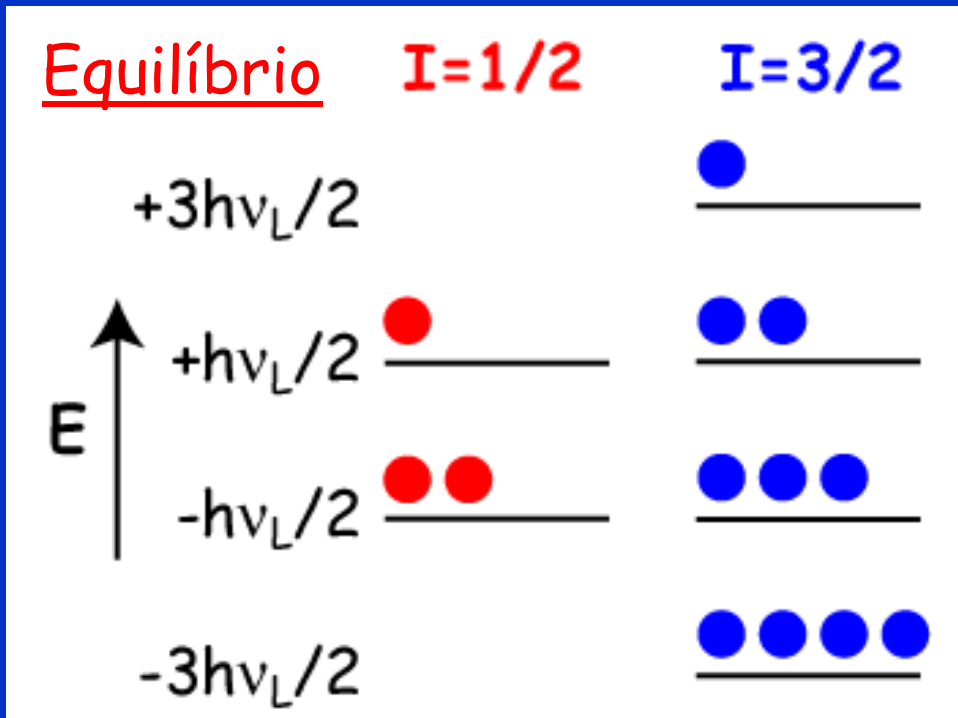 Equilíbrio I=1/2 I=3/2
+3hνL/2
+hνL/2
E
-hνL/2
-3hνL/2